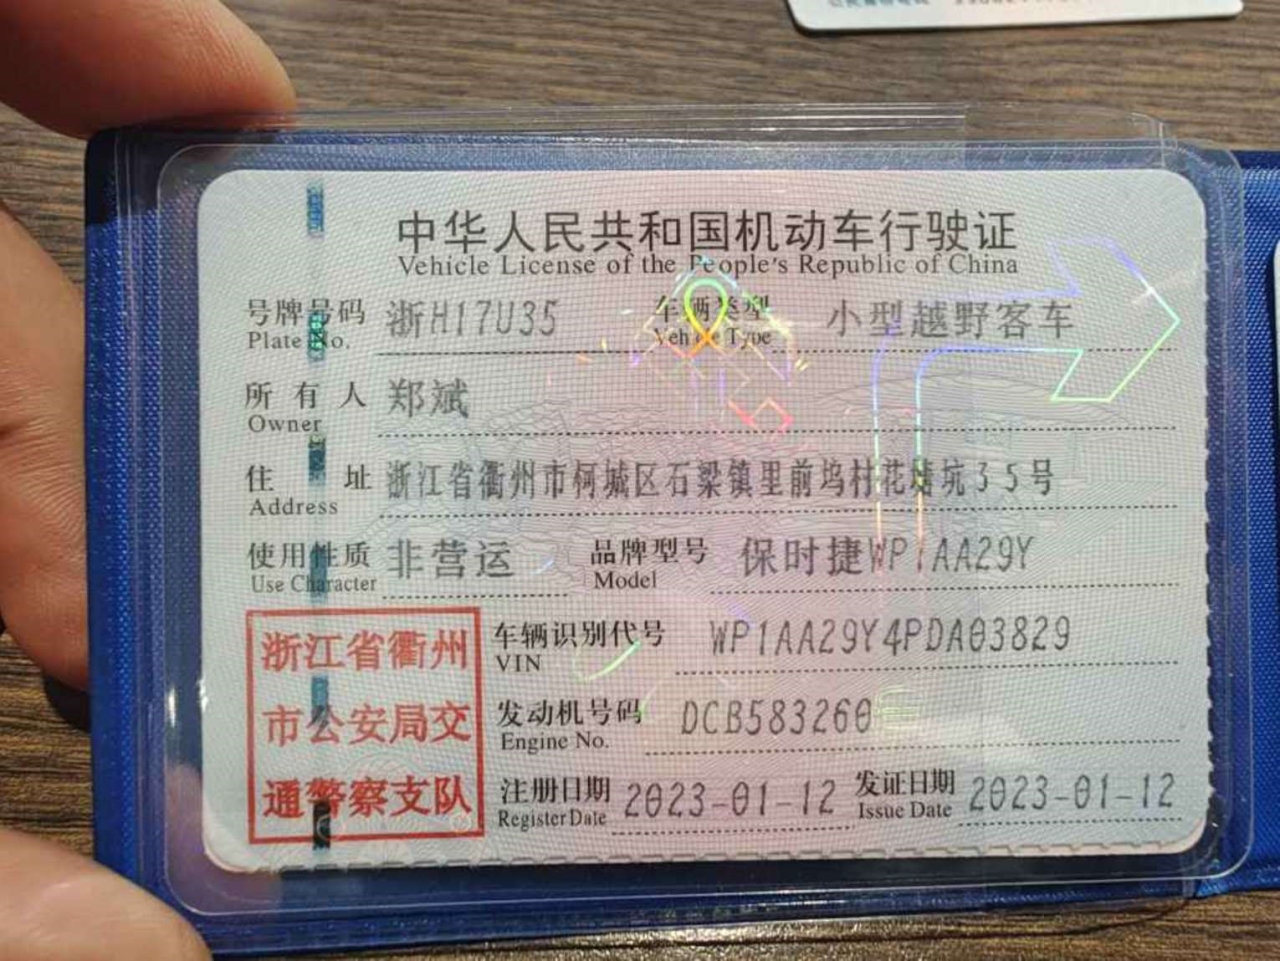 中华人民共和国机动车行驶证
Vehicle License of the People's Republic of China
号牌号码 浙H17U35 车辆类型 小型越野客车
Plate No. Vehicle Type
所有人 郑斌
Owner
住址 浙江省衢州市柯城区石梁镇里前坞村花塘坑35号
Address
使用性质 非营运 品牌型号 保时捷WP1AA29Y
Use Character Model
浙江省衢州
市公安局交
通警察支队
车辆识别代号 WP1AA29Y4PDA03829
VIN
发动机号码 DCB583260
Engine No.
注册日期 2023-01-12 发证日期 2023-01-12
Register Date Issue Date